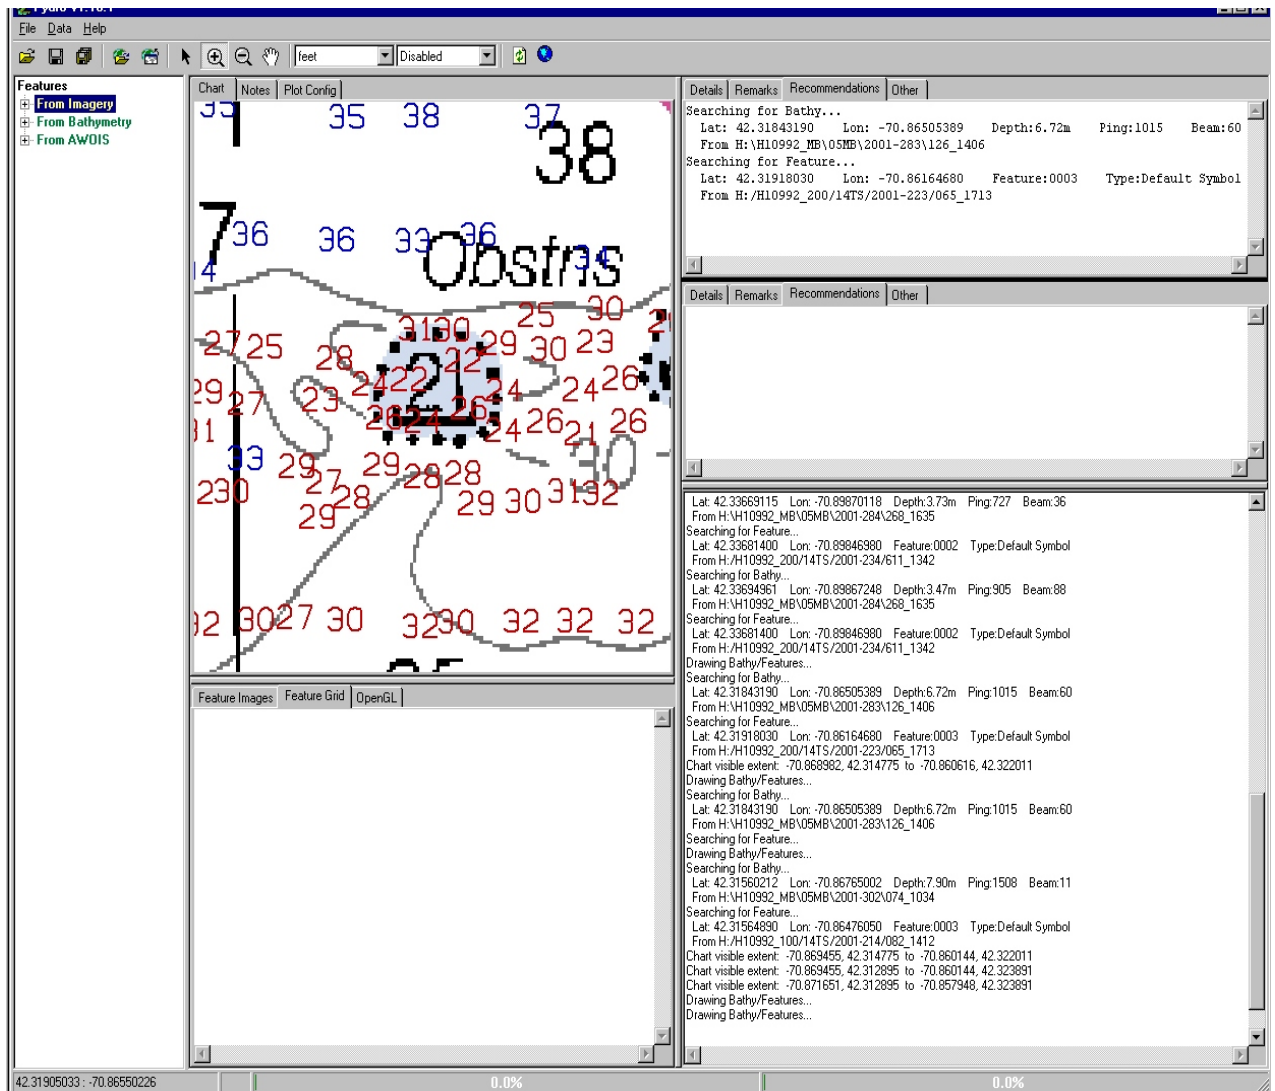 Pydro v1.10.1
File Data Help
feet Disabled
Features
From Imagery
From Bathymetry
From AWOIS
Chart Notes Plot Config
35 35 38 37
38
7 36 36 33 36 34
Obstns
14
31 30 25 30
27 25 28 22 29 30 23
21
29 27 23 24 22 24 24 26
26 24 26 24 26 21 26
31
33 29 27 28 29 28 28 30
29 29 30 31 32
230
32 30 27 30 32 30 32 32 32
Feature Images Feature Grid OpenGL
Details Remarks Recommendations Other
Searching for Bathy...
Lat: 42.31843190 Lon: -70.86505389 Depth:6.72m Ping:1015 Beam:60
From H:\H10992_MB\05MB\2001-283\126_1406
Searching for Feature...
Lat: 42.31918030 Lon: -70.86164680 Feature:0003 Type:Default Symbol
From H:/H10992_200/14TS/2001-223/065_1713
Details Remarks Recommendations Other
Lat: 42.33669115 Lon: -70.89870118 Depth:3.73m Ping:727 Beam:36
From H:\H10992_MB\05MB\2001-284\268_1635
Searching for Feature...
Lat: 42.33681400 Lon: -70.89846980 Feature:0002 Type:Default Symbol
From H:/H10992_200/14TS/2001-234/611_1342
Searching for Bathy...
Lat: 42.33694961 Lon: -70.89867248 Depth:3.47m Ping:905 Beam:88
From H:\H10992_MB\05MB\2001-284\268_1635
Searching for Feature...
Lat: 42.33681400 Lon: -70.89846980 Feature:0002 Type:Default Symbol
From H:/H10992_200/14TS/2001-234/611_1342
Drawing Bathy/Features...
Searching for Bathy...
Lat: 42.31843190 Lon: -70.86505389 Depth:6.72m Ping:1015 Beam:60
From H:\H10992_MB\05MB\2001-283\126_1406
Searching for Feature...
Lat: 42.31918030 Lon: -70.86164680 Feature:0003 Type:Default Symbol
From H:/H10992_200/14TS/2001-223/065_1713
Chart visible extent: -70.868982, 42.314775 to -70.860616, 42.322011
Drawing Bathy/Features...
Searching for Bathy...
Lat: 42.31843190 Lon: -70.86505389 Depth:6.72m Ping:1015 Beam:60
From H:\H10992_MB\05MB\2001-283\126_1406
Searching for Feature...
Drawing Bathy/Features...
Searching for Bathy...
Lat: 42.31560212 Lon: -70.86765002 Depth:7.90m Ping:1508 Beam:11
From H:\H10992_MB\05MB\2001-302\074_1034
Searching for Feature...
Lat: 42.31564890 Lon: -70.86476050 Feature:0003 Type:Default Symbol
From H:/H10992_100/14TS/2001-214/082_1412
Chart visible extent: -70.869455, 42.314775 to -70.860144, 42.322011
Chart visible extent: -70.869455, 42.312895 to -70.860144, 42.323891
Chart visible extent: -70.871651, 42.312895 to -70.857948, 42.323891
Drawing Bathy/Features...
Drawing Bathy/Features...
42.31905033 : -70.86550226 0.0% 0.0%